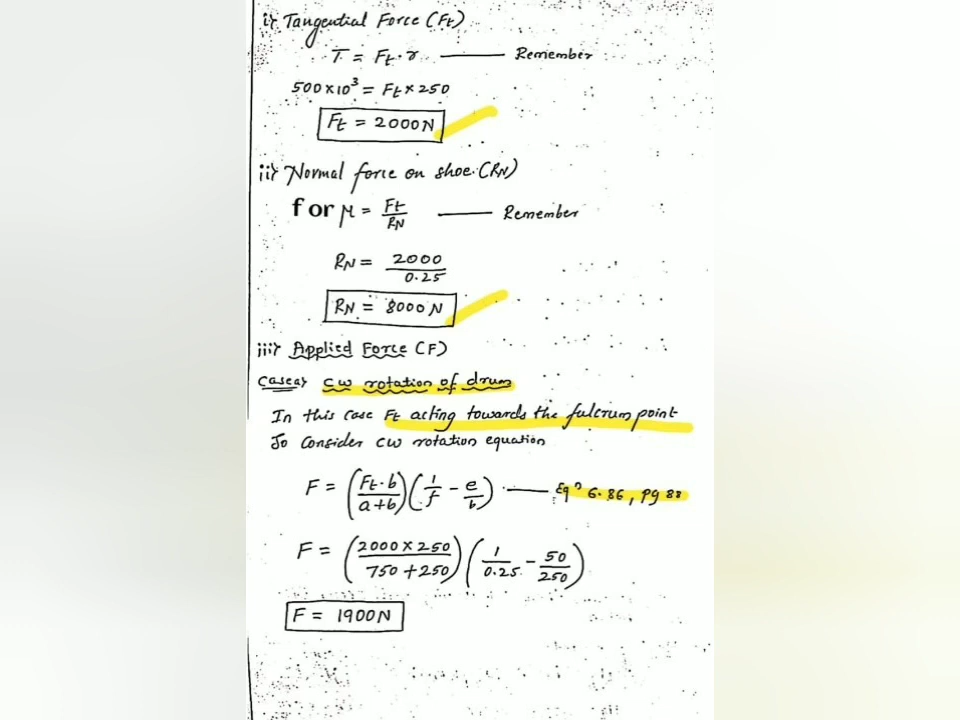 i) Tangential Force (Ft)
T = Ft·r ——— Remember
500×10³ = Ft×250
Ft = 2000N
ii) Normal force on shoe (RN)
for μ = Ft/RN ——— Remember
RN = 2000/0.25
RN = 8000N
iii) Applied Force (F)
Case a) CW rotation of drum
In this case Ft acting towards the fulcrum point
So Consider CW rotation equation
F = (Ft·b/a+b)(1/f - e/b) ——— Eqⁿ 6.86, Pg 88
F = (2000×250/750+250)(1/0.25 - 50/250)
F = 1900N